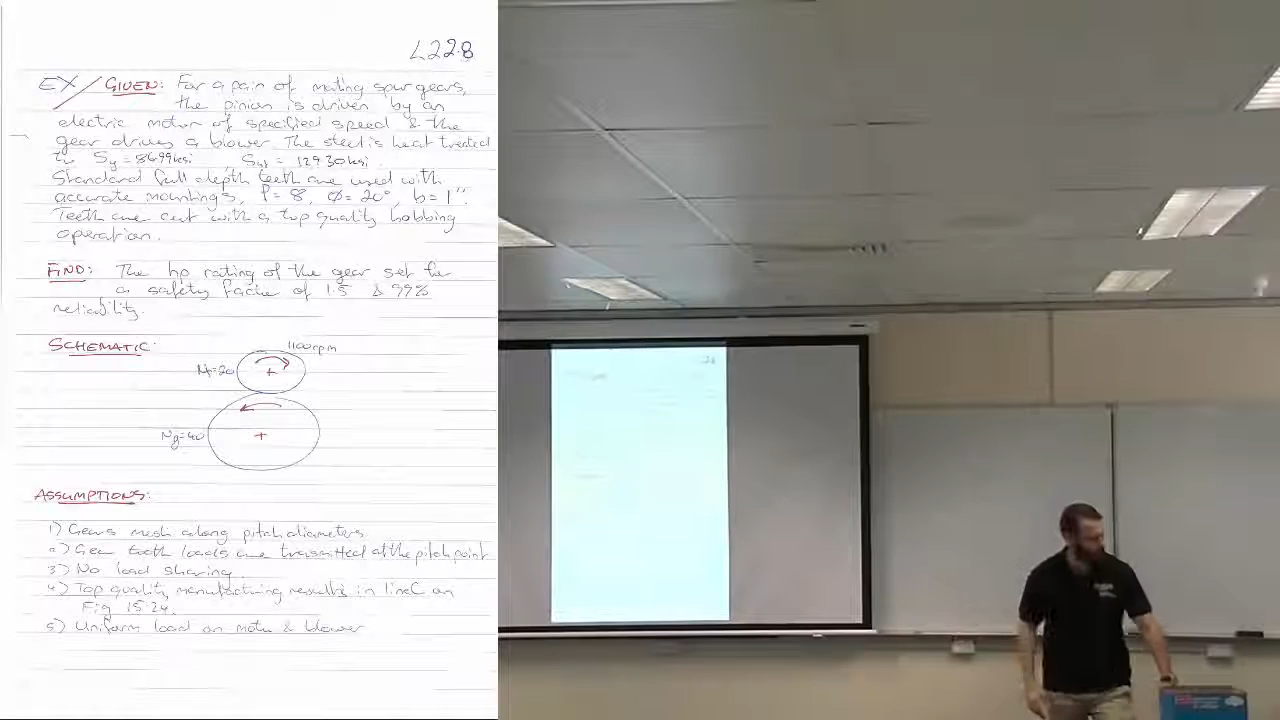 L22.8
EX/ GIVEN: For a pair of mating spur gears,
the pinion is driven by an
electric motor of specified speed & the
gear drives a blower. The steel is heat treated
to Sy = 86.99ksi Sut = 129.30ksi.
Standard full depth teeth are used with
accurate mountings. P = 8, Ø = 20° b = 1".
Teeth are cut with a top quality hobbing
operation.
FIND: The hp rating of the gear set for
a safety factor of 1.5 & 99%
reliability
SCHEMATIC:
1100rpm
Np=20
Ng=40
ASSUMPTIONS:
1) Gears mesh along pitch diameters
2) Gear tooth loads are transmitted at the pitch point
3) No load sharing.
4) Top quality manufacturing results in line C on
Fig 15.24.
5) Uniform load on motor & blower